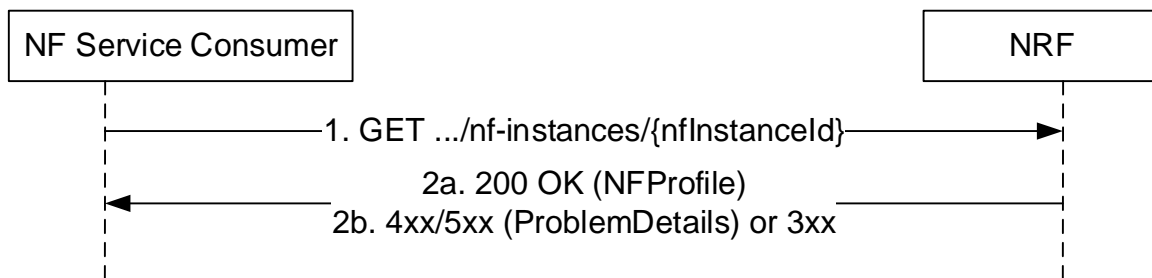 NF Service Consumer
NRF
1. GET .../nf-instances/{nfInstanceId}
2a. 200 OK (NFProfile)
2b. 4xx/5xx (ProblemDetails) or 3xx